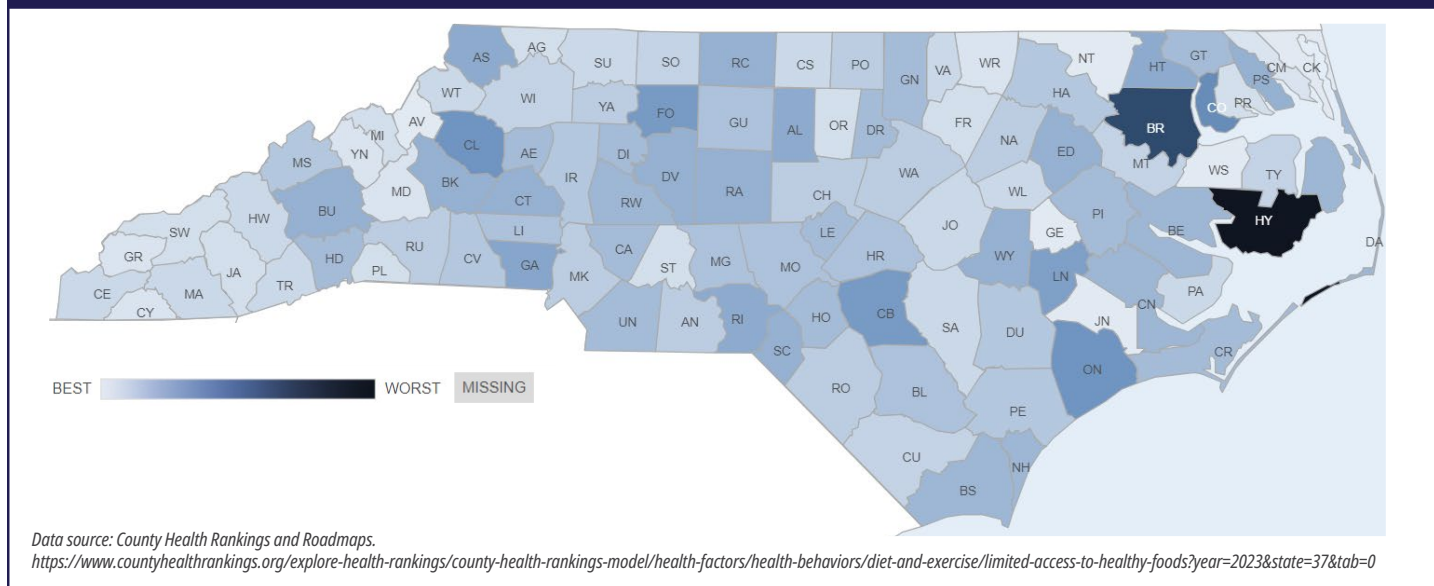 AS AG SU SO RC CS PO GN VA WR NT HT GT PS CM CK
WT WI YA FO GU AL OR DR FR HA BR CO PR
AV MI YN CL AE DI NA ED MT WS TY
MS MD BK CT IR RW DV RA CH WA WL PI BE HY DA
HW BU LI CA ST MG MO LE HR JO GE WY LN CN PA
SW GR JA HD PL RU CV GA MK
CE MA TR CY UN AN RI HO CB SA DU JN CR
SC ON
RO BL PE
CU NH
BS
BEST WORST MISSING
Data source: County Health Rankings and Roadmaps.
https://www.countyhealthrankings.org/explore-health-rankings/county-health-rankings-model/health-factors/health-behaviors/diet-and-exercise/limited-access-to-healthy-foods?year=2023&state=37&tab=0